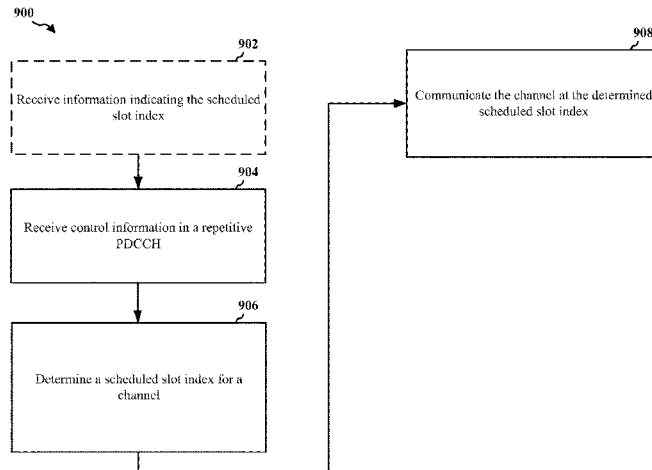 900
902
Receive information indicating the scheduled
slot index
904
Receive control information in a repetitive
PDCCH
906
Determine a scheduled slot index for a
channel
908
Communicate the channel at the determined
scheduled slot index